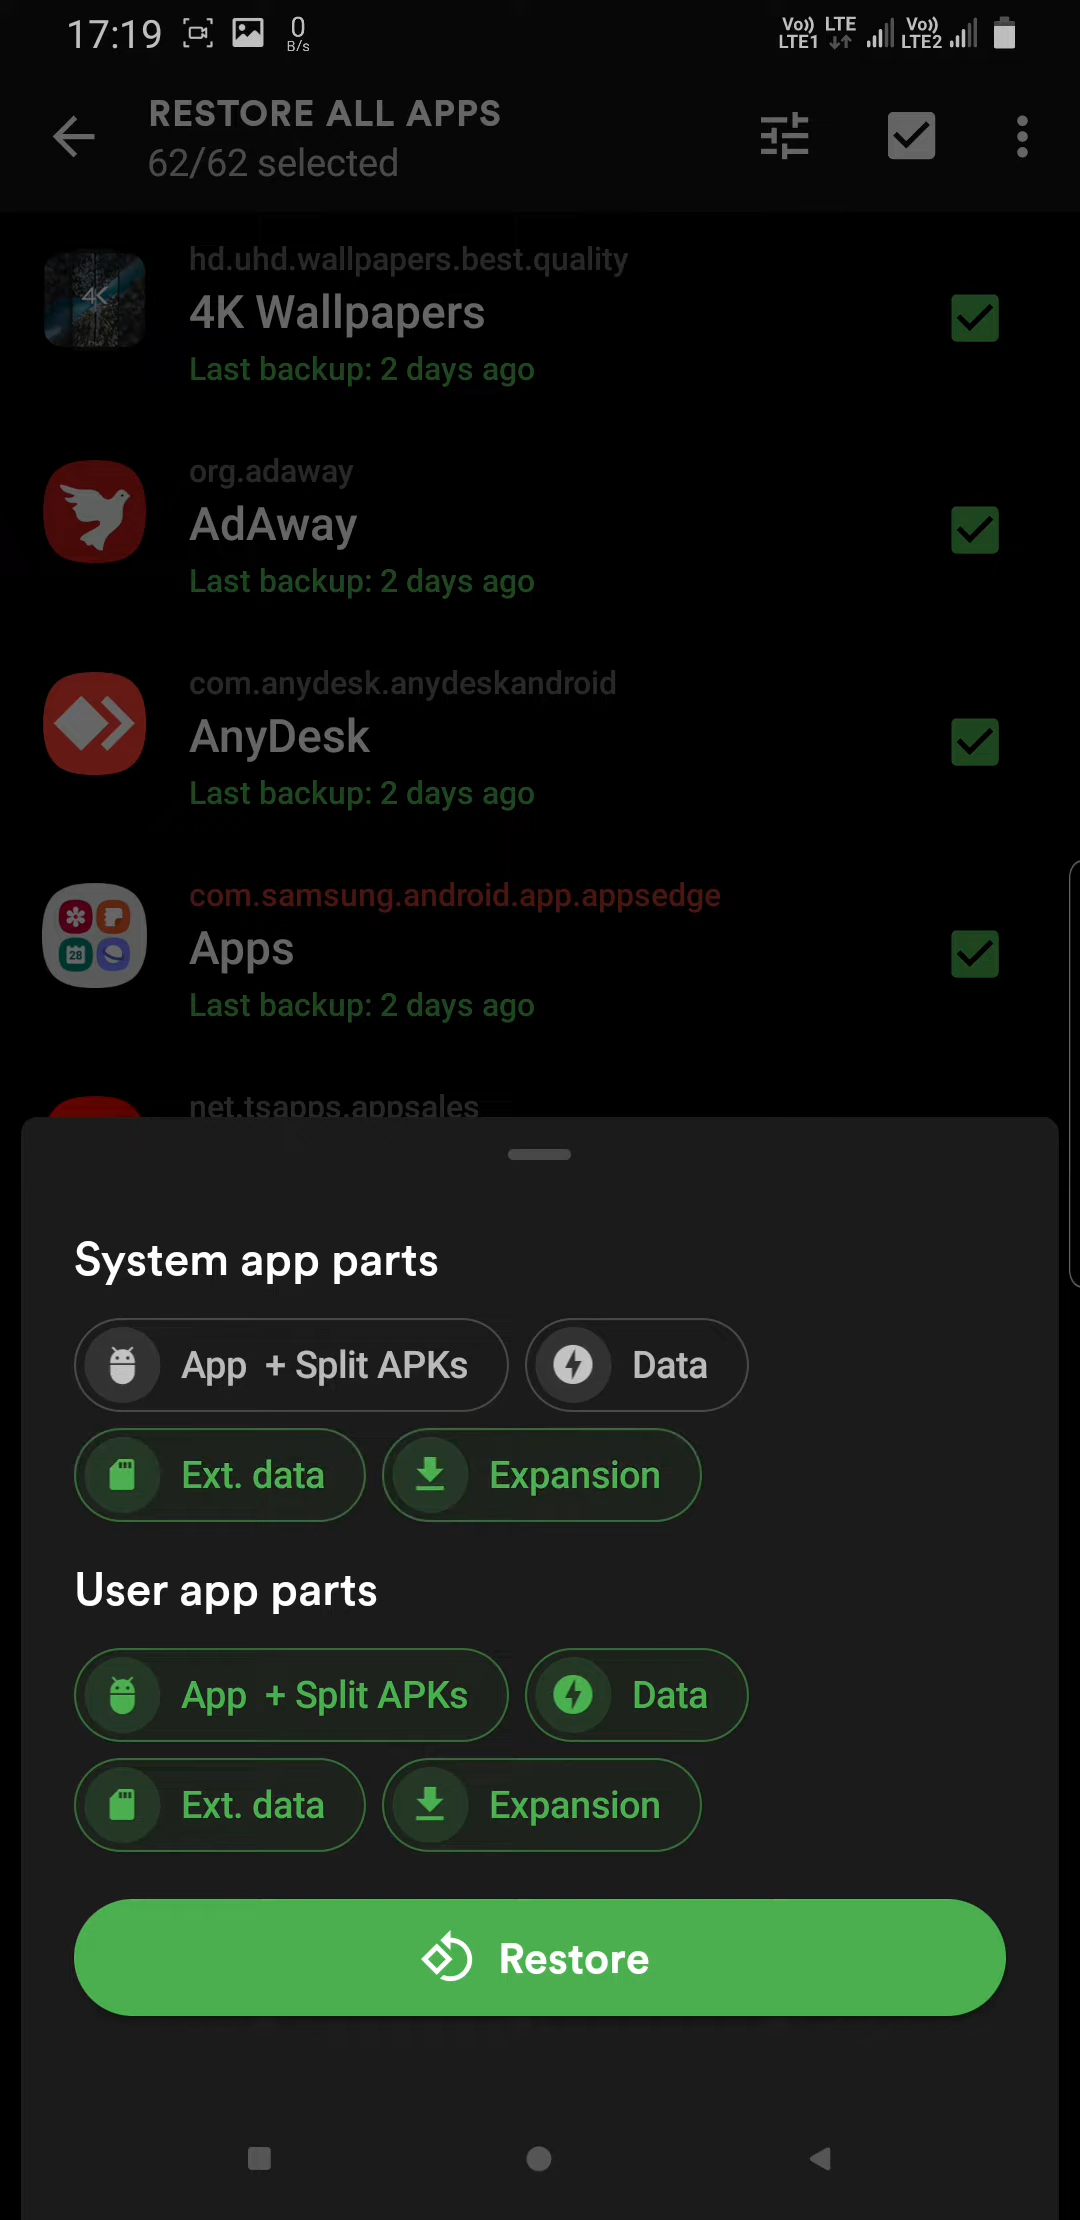 17:19
0
B/s
Vo)) LTE
LTE1
Vo))
LTE2
RESTORE ALL APPS
62/62 selected
hd.uhd.wallpapers.best.quality
4K
4K Wallpapers
Last backup: 2 days ago
org.adaway
AdAway
Last backup: 2 days ago
com.anydesk.anydeskandroid
AnyDesk
Last backup: 2 days ago
com.samsung.android.app.appsedge
28
Apps
Last backup: 2 days ago
net.tsapps.appsales
System app parts
App + Split APKs
Data
Ext. data
Expansion
User app parts
App + Split APKs
Data
Ext. data
Expansion
Restore